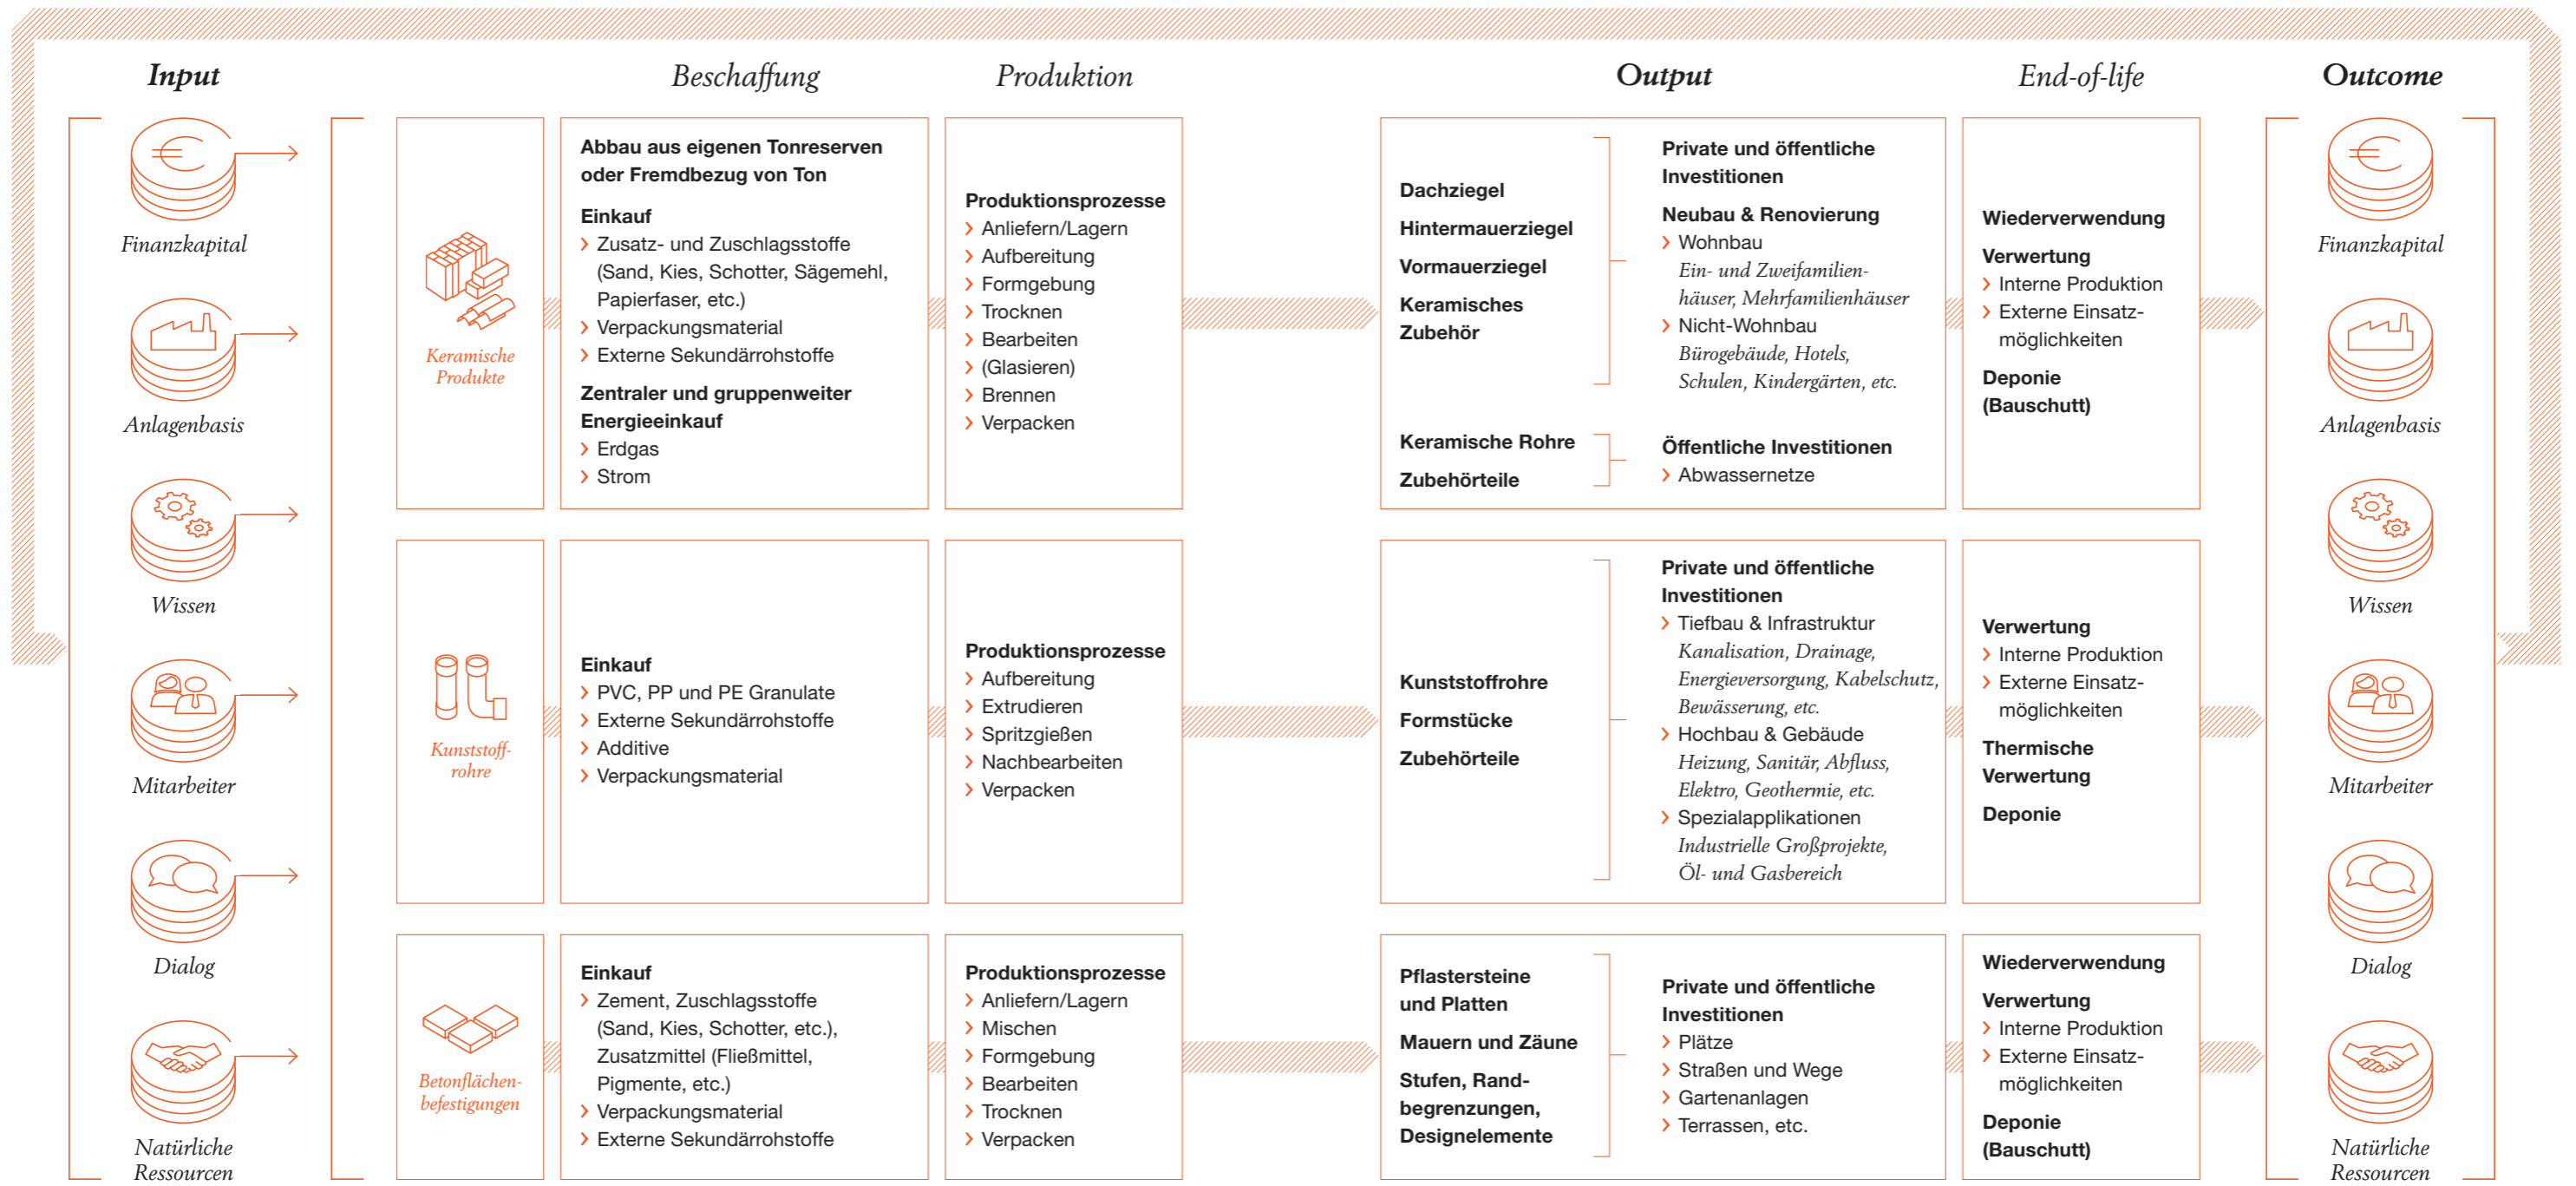 Input
Beschaffung
Produktion
Output
End-of-life
Outcome
Finanzkapital
Anlagenbasis
Wissen
Mitarbeiter
Dialog
Natürliche
Ressourcen
Keramische
Produkte
Abbau aus eigenen Tonreserven
oder Fremdbezug von Ton
Einkauf
Zusatz- und Zuschlagsstoffe
(Sand, Kies, Schotter, Sägemehl,
Papierfaser, etc.)
Verpackungsmaterial
Externe Sekundärrohstoffe
Zentraler und gruppenweiter
Energieeinkauf
Erdgas
Strom
Produktionsprozesse
Anliefern/Lagern
Aufbereitung
Formgebung
Trocknen
Bearbeiten
(Glasieren)
Brennen
Verpacken
Dachziegel
Hintermauerziegel
Vormauerziegel
Keramisches
Zubehör
Private und öffentliche
Investitionen
Neubau & Renovierung
Wohnbau
Ein- und Zweifamilien-
häuser, Mehrfamilienhäuser
Nicht-Wohnbau
Bürogebäude, Hotels,
Schulen, Kindergärten, etc.
Keramische Rohre
Zubehörteile
Öffentliche Investitionen
Abwassernetze
Wiederverwendung
Verwertung
Interne Produktion
Externe Einsatz-
möglichkeiten
Deponie
(Bauschutt)
Kunststoff-
rohre
Einkauf
PVC, PP und PE Granulate
Externe Sekundärrohstoffe
Additive
Verpackungsmaterial
Produktionsprozesse
Aufbereitung
Extrudieren
Spritzgießen
Nachbearbeiten
Verpacken
Kunststoffrohre
Formstücke
Zubehörteile
Private und öffentliche
Investitionen
Tiefbau & Infrastruktur
Kanalisation, Drainage,
Energieversorgung, Kabelschutz,
Bewässerung, etc.
Hochbau & Gebäude
Heizung, Sanitär, Abfluss,
Elektro, Geothermie, etc.
Spezialapplikationen
Industrielle Großprojekte,
Öl- und Gasbereich
Verwertung
Interne Produktion
Externe Einsatz-
möglichkeiten
Thermische
Verwertung
Deponie
Betonflächen-
befestigungen
Einkauf
Zement, Zuschlagsstoffe
(Sand, Kies, Schotter, etc.),
Zusatzmittel (Fließmittel,
Pigmente, etc.)
Verpackungsmaterial
Externe Sekundärrohstoffe
Produktionsprozesse
Anliefern/Lagern
Mischen
Formgebung
Bearbeiten
Trocknen
Verpacken
Pflastersteine
und Platten
Mauern und Zäune
Stufen, Rand-
begrenzungen,
Designelemente
Private und öffentliche
Investitionen
Plätze
Straßen und Wege
Gartenanlagen
Terrassen, etc.
Wiederverwendung
Verwertung
Interne Produktion
Externe Einsatz-
möglichkeiten
Deponie
(Bauschutt)
Finanzkapital
Anlagenbasis
Wissen
Mitarbeiter
Dialog
Natürliche
Ressourcen